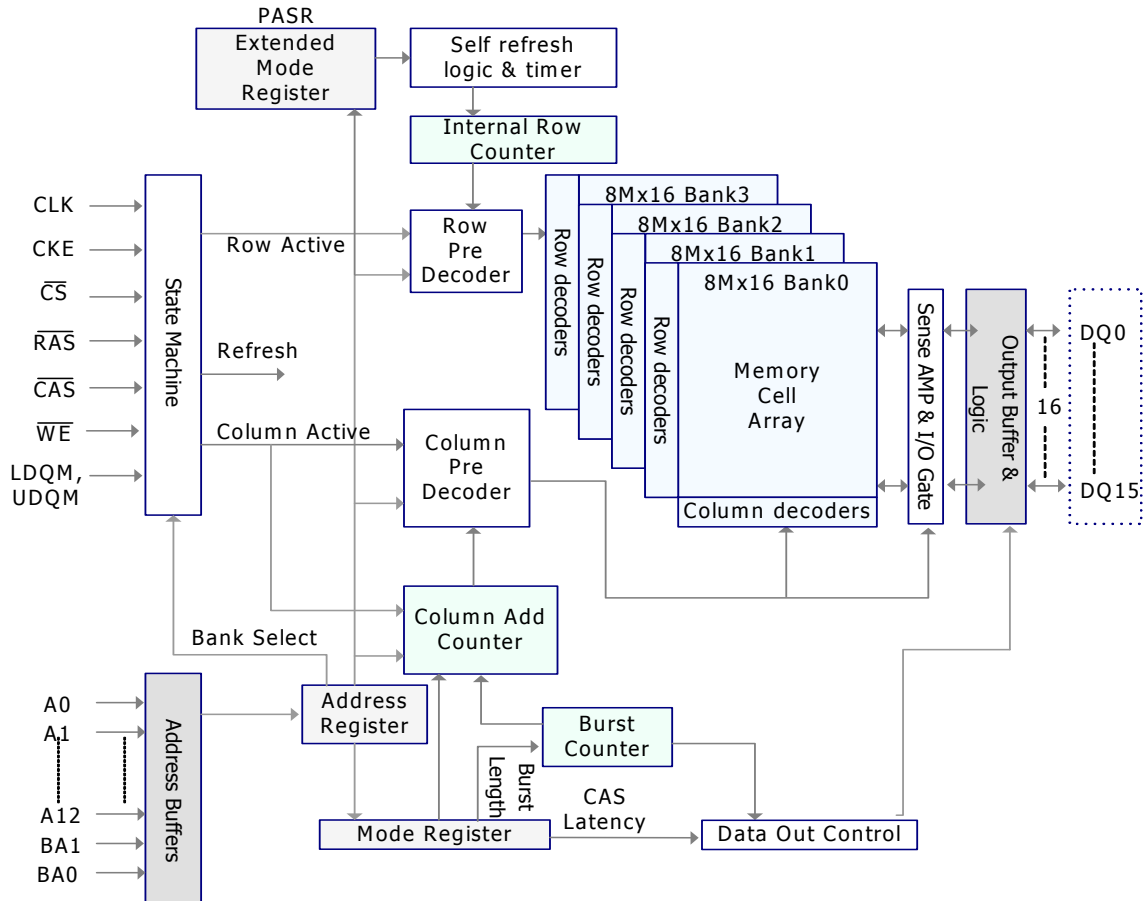 PASR
Extended
Mode
Register
Self refresh
logic & timer
Internal Row
Counter
CLK
CKE
CS
RAS
CAS
WE
LDQM,
UDQM
State Machine
Row Active
Refresh
Column Active
Row
Pre
Decoder
Column
Pre
Decoder
8Mx16 Bank3
8Mx16 Bank2
8Mx16 Bank1
8Mx16 Bank0
Row decoders
Row decoders
Row decoders
Row decoders
Memory
Cell
Array
Column decoders
Sense AMP & I/O Gate
Output Buffer &
Logic
DQ0
16
DQ15
Bank Select
Column Add
Counter
A0
A1
A12
BA1
BA0
Address Buffers
Address
Register
Burst
Counter
Burst
Length
CAS
Latency
Mode Register
Data Out Control